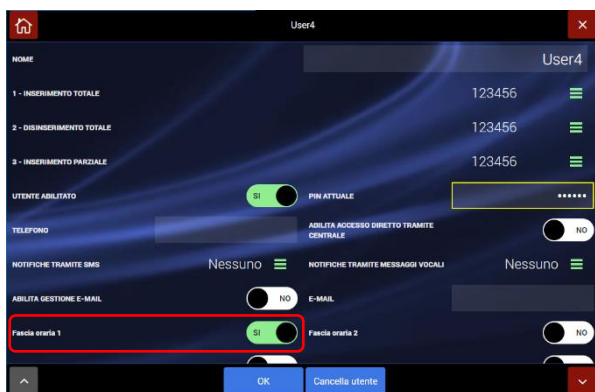 User4
NOME User4
1 - INSERIMENTO TOTALE 123456
2 - DISINSERIMENTO TOTALE 123456
3 - INSERIMENTO PARZIALE 123456
UTENTE ABILITATO SI PIN ATTUALE ••••••
TELEFONO ABILITA ACCESSO DIRETTO TRAMITE
CENTRALE NO
NOTIFICHE TRAMITE SMS Nessuno NOTIFICHE TRAMITE MESSAGGI VOCALI Nessuno
ABILITA GESTIONE E-MAIL NO E-MAIL
Fascia oraria 1 SI Fascia oraria 2 NO
OK Cancella utente